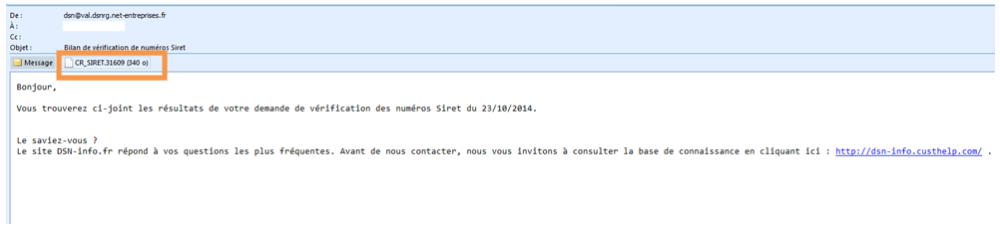 De : dsn@val.dsnrg.net-entreprises.fr
À :
Cc :
Objet : Bilan de vérification de numéros Siret
Message CR_SIRET.31609 (340 o)
Bonjour,
Vous trouverez ci-joint les résultats de votre demande de vérification des numéros Siret du 23/10/2014.
Le saviez-vous ?
Le site DSN-info.fr répond à vos questions les plus fréquentes. Avant de nous contacter, nous vous invitons à consulter la base de connaissance en cliquant ici : http://dsn-info.custhelp.com/ .